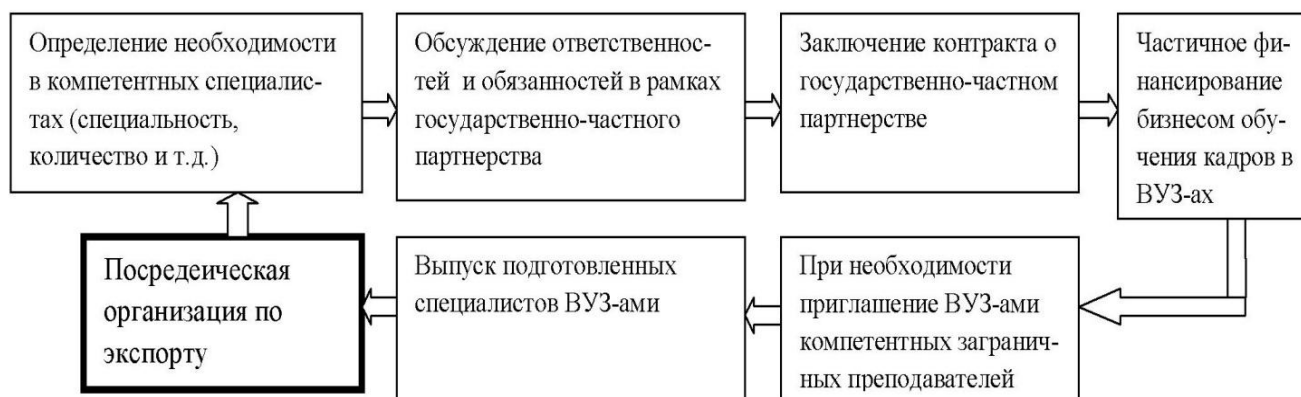 Определение необходимости
в компетентных специалис-
тах (специальность,
количество и т.д.)
Обсуждение ответственнос-
тей и обязанностей в рамках
государственно-частного
партнерства
Заключение контракта о
государственно-частном
партнерстве
Частичное фи-
нансирование
бизнесом обу-
чения кадров в
ВУЗ-ах
При необходимости
приглашение ВУЗ-ами
компетентных загранич-
ных преподавателей
Выпуск подготовленных
специалистов ВУЗ-ами
Посредеическая
организация по
экспорту